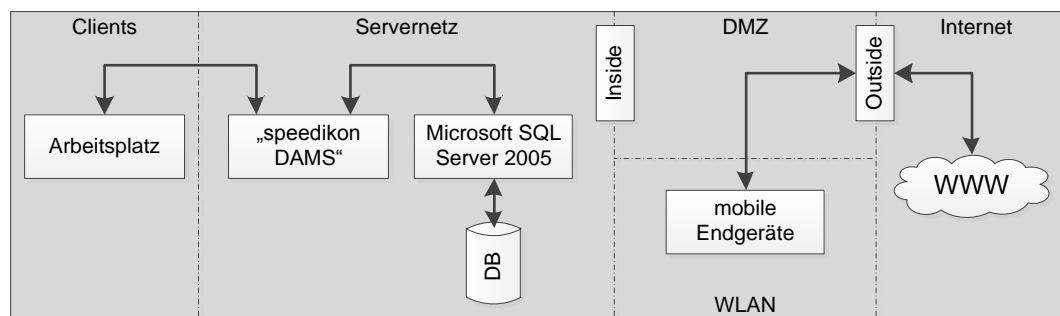 Clients
Servernetz
DMZ
Internet
Inside
Outside
Arbeitsplatz
„speedikon
DAMS“
Microsoft SQL
Server 2005
mobile
Endgeräte
WWW
DB
WLAN